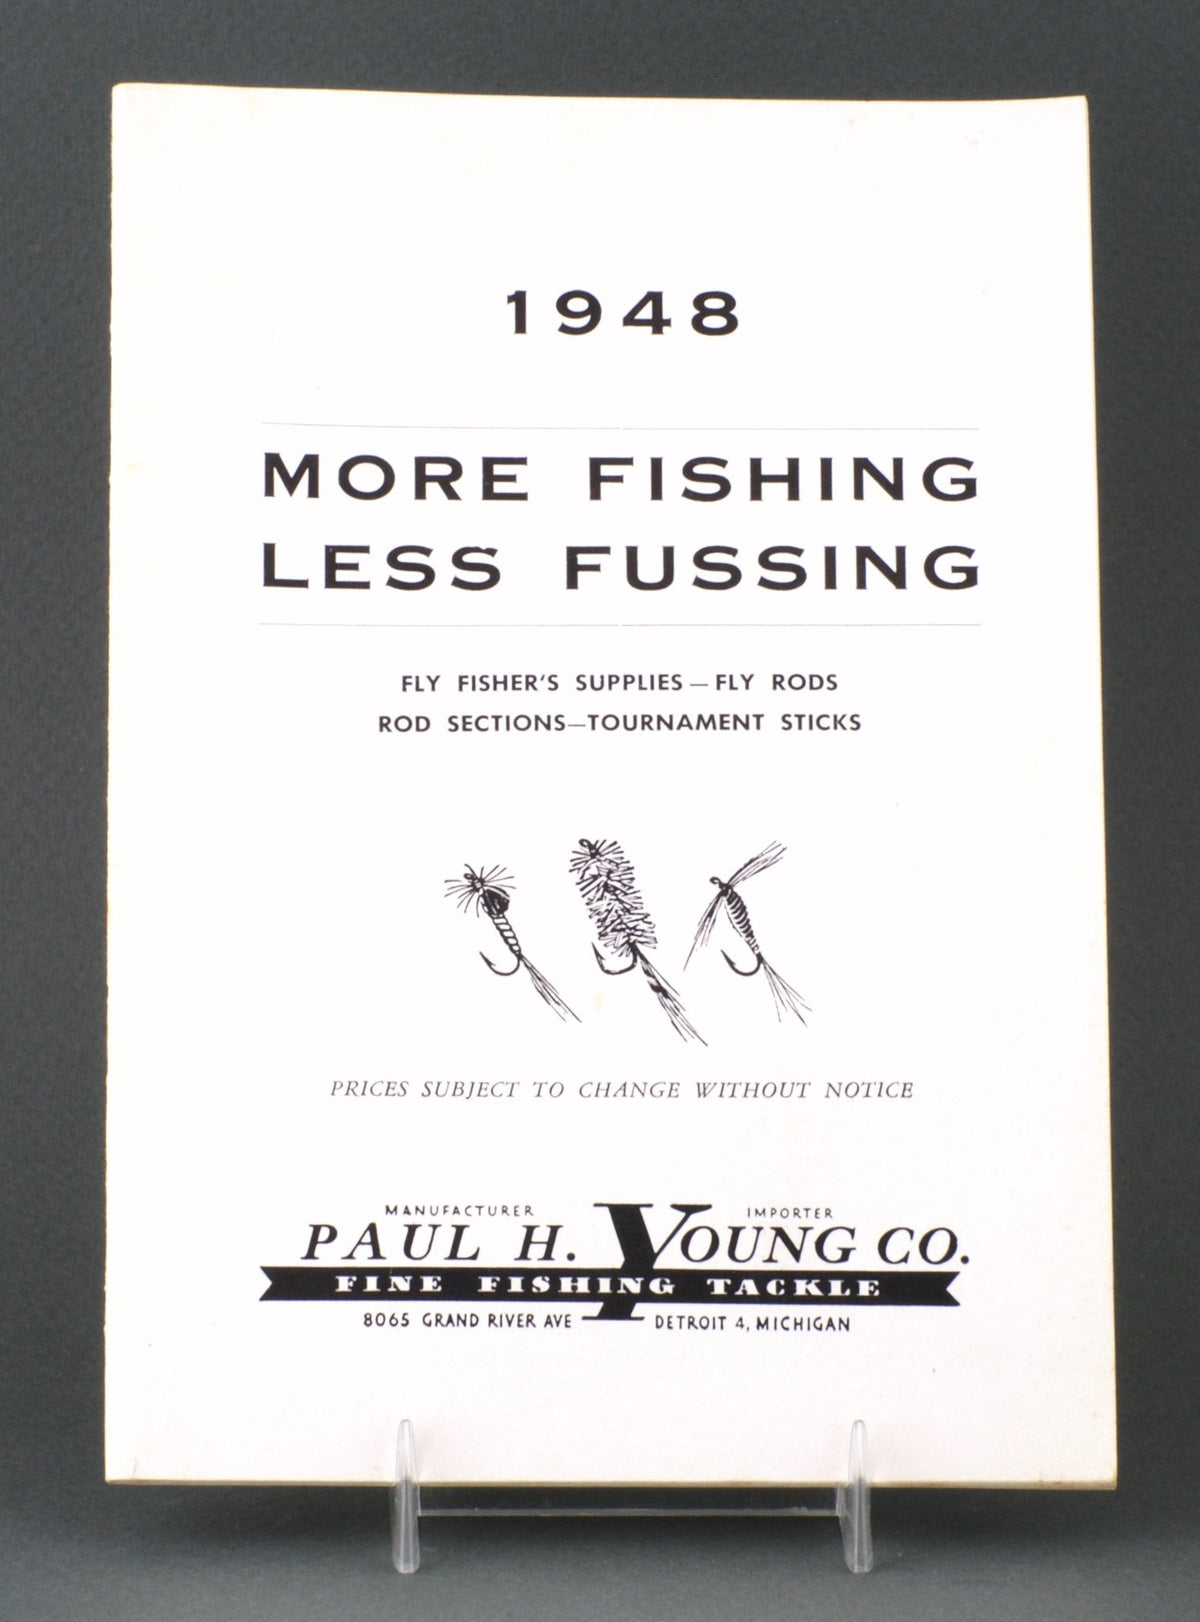 1948
MORE FISHING
LESS FUSSING
FLY FISHER'S SUPPLIES—FLY RODS
ROD SECTIONS—TOURNAMENT STICKS
PRICES SUBJECT TO CHANGE WITHOUT NOTICE
MANUFACTURER IMPORTER
PAUL H. YOUNG CO.
FINE FISHING TACKLE
8065 GRAND RIVER AVE DETROIT 4, MICHIGAN